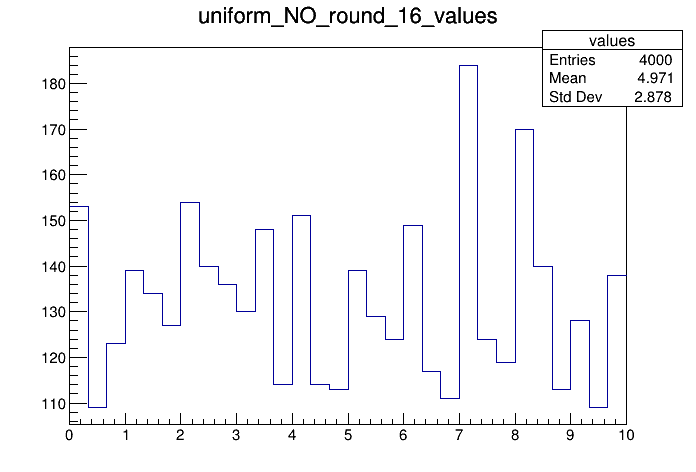 uniform_NO_round_16_values
values
Entries 4000
Mean 4.971
Std Dev 2.878
180
170
160
150
140
130
120
110
0 1 2 3 4 5 6 7 8 9 10